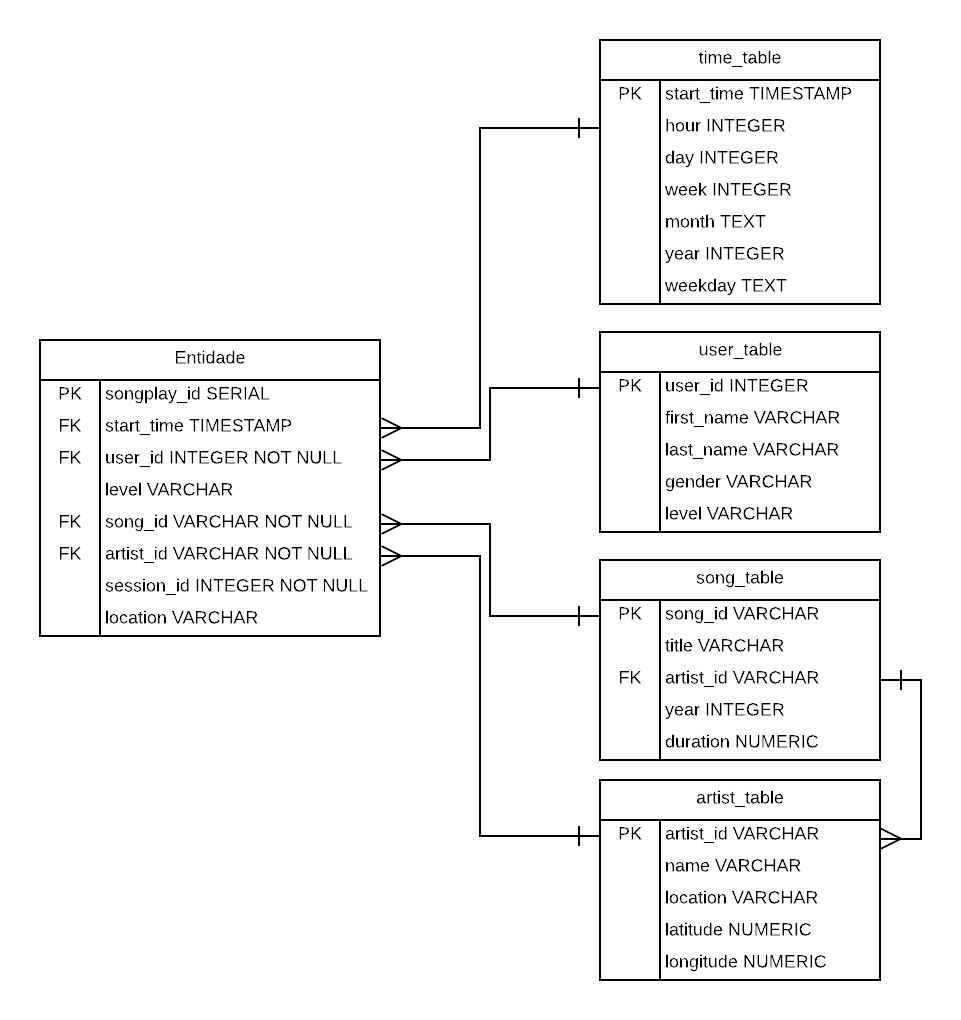 time_table
PK start_time TIMESTAMP
hour INTEGER
day INTEGER
week INTEGER
month TEXT
year INTEGER
weekday TEXT
Entidade
PK songplay_id SERIAL
FK start_time TIMESTAMP
FK user_id INTEGER NOT NULL
level VARCHAR
FK song_id VARCHAR NOT NULL
FK artist_id VARCHAR NOT NULL
session_id INTEGER NOT NULL
location VARCHAR
user_table
PK user_id INTEGER
first_name VARCHAR
last_name VARCHAR
gender VARCHAR
level VARCHAR
song_table
PK song_id VARCHAR
title VARCHAR
FK artist_id VARCHAR
year INTEGER
duration NUMERIC
artist_table
PK artist_id VARCHAR
name VARCHAR
location VARCHAR
latitude NUMERIC
longitude NUMERIC